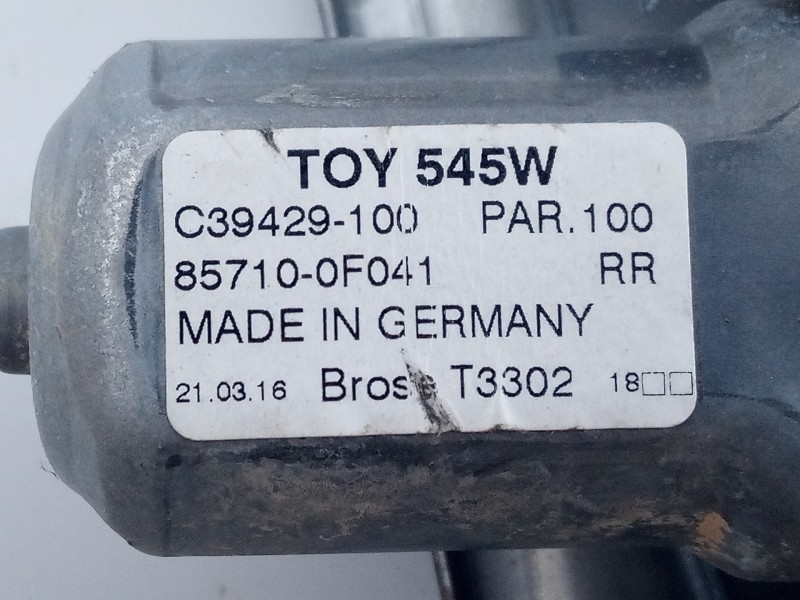 TOY 545W
C39429-100 PAR.100
85710-0F041 RR
MADE IN GERMANY
21.03.16 Brose T3302 18□□